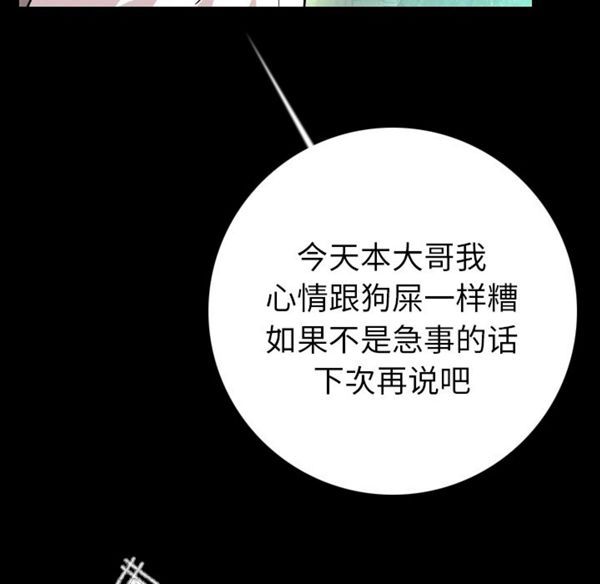 今天本大哥我
心情跟狗屎一样糟
如果不是急事的话
下次再说吧